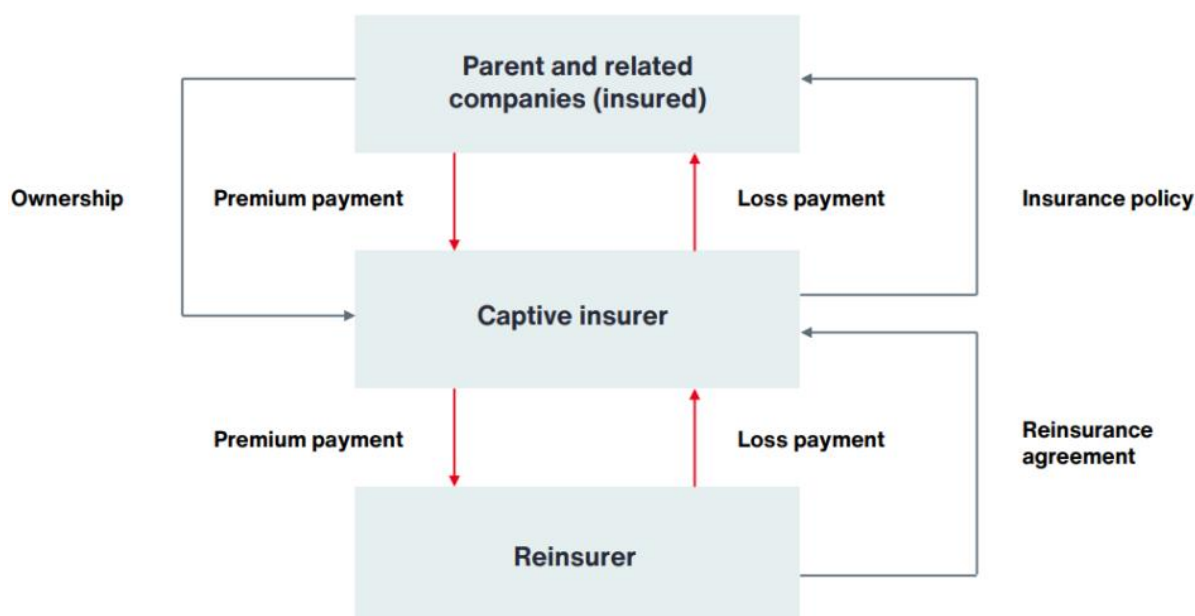 Parent and related
companies (insured)
Ownership
Premium payment
Loss payment
Insurance policy
Captive insurer
Premium payment
Loss payment
Reinsurance
agreement
Reinsurer